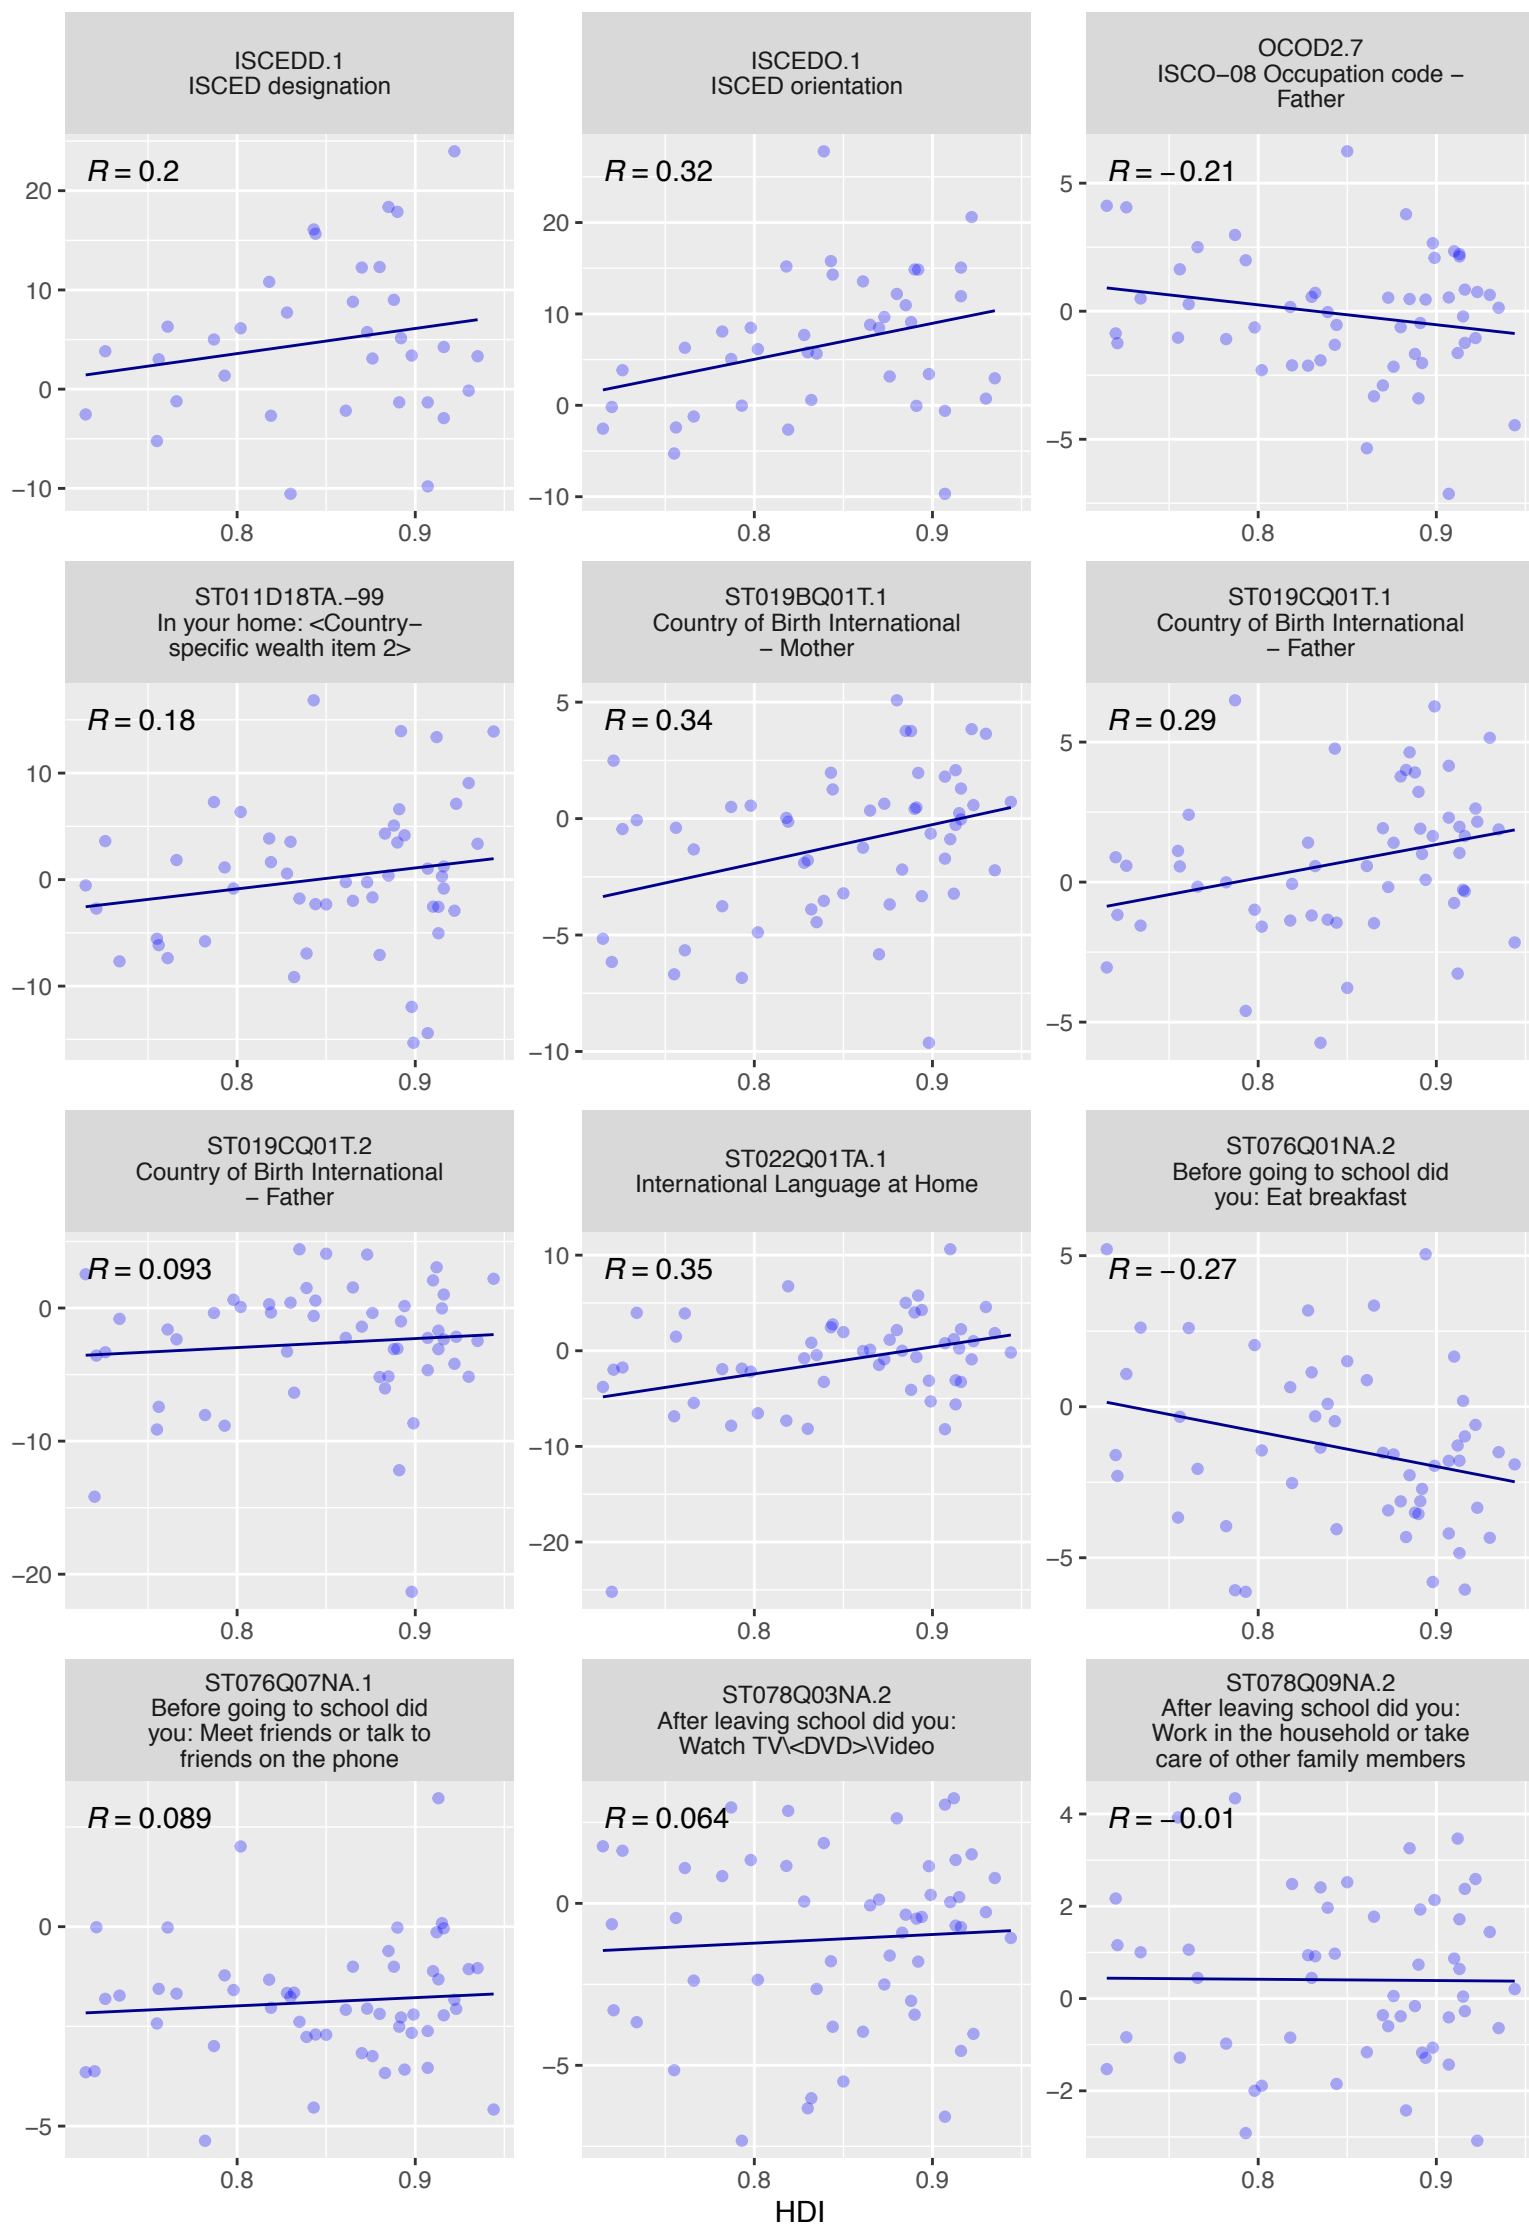 ISCEDD.1
ISCED designation
R = 0.2
20
10
0
−10
0.8 0.9
ISCEDO.1
ISCED orientation
R = 0.32
20
10
0
−10
0.8 0.9
OCOD2.7
ISCO−08 Occupation code −
Father
R = −0.21
5
0
−5
0.8 0.9
ST011D18TA.−99
In your home: <Country−
specific wealth item 2>
R = 0.18
10
0
−10
0.8 0.9
ST019BQ01T.1
Country of Birth International
− Mother
R = 0.34
5
0
−5
−10
0.8 0.9
ST019CQ01T.1
Country of Birth International
− Father
R = 0.29
5
0
−5
0.8 0.9
ST019CQ01T.2
Country of Birth International
− Father
R = 0.093
0
−10
−20
0.8 0.9
ST022Q01TA.1
International Language at Home
R = 0.35
10
0
−10
−20
0.8 0.9
ST076Q01NA.2
Before going to school did
you: Eat breakfast
R = −0.27
5
0
−5
0.8 0.9
ST076Q07NA.1
Before going to school did
you: Meet friends or talk to
friends on the phone
R = 0.089
0
−5
0.8 0.9
ST078Q03NA.2
After leaving school did you:
Watch TV\<DVD>\Video
R = 0.064
0
−5
0.8 0.9
ST078Q09NA.2
After leaving school did you:
Work in the household or take
care of other family members
R = −0.01
4
2
0
−2
0.8 0.9
HDI